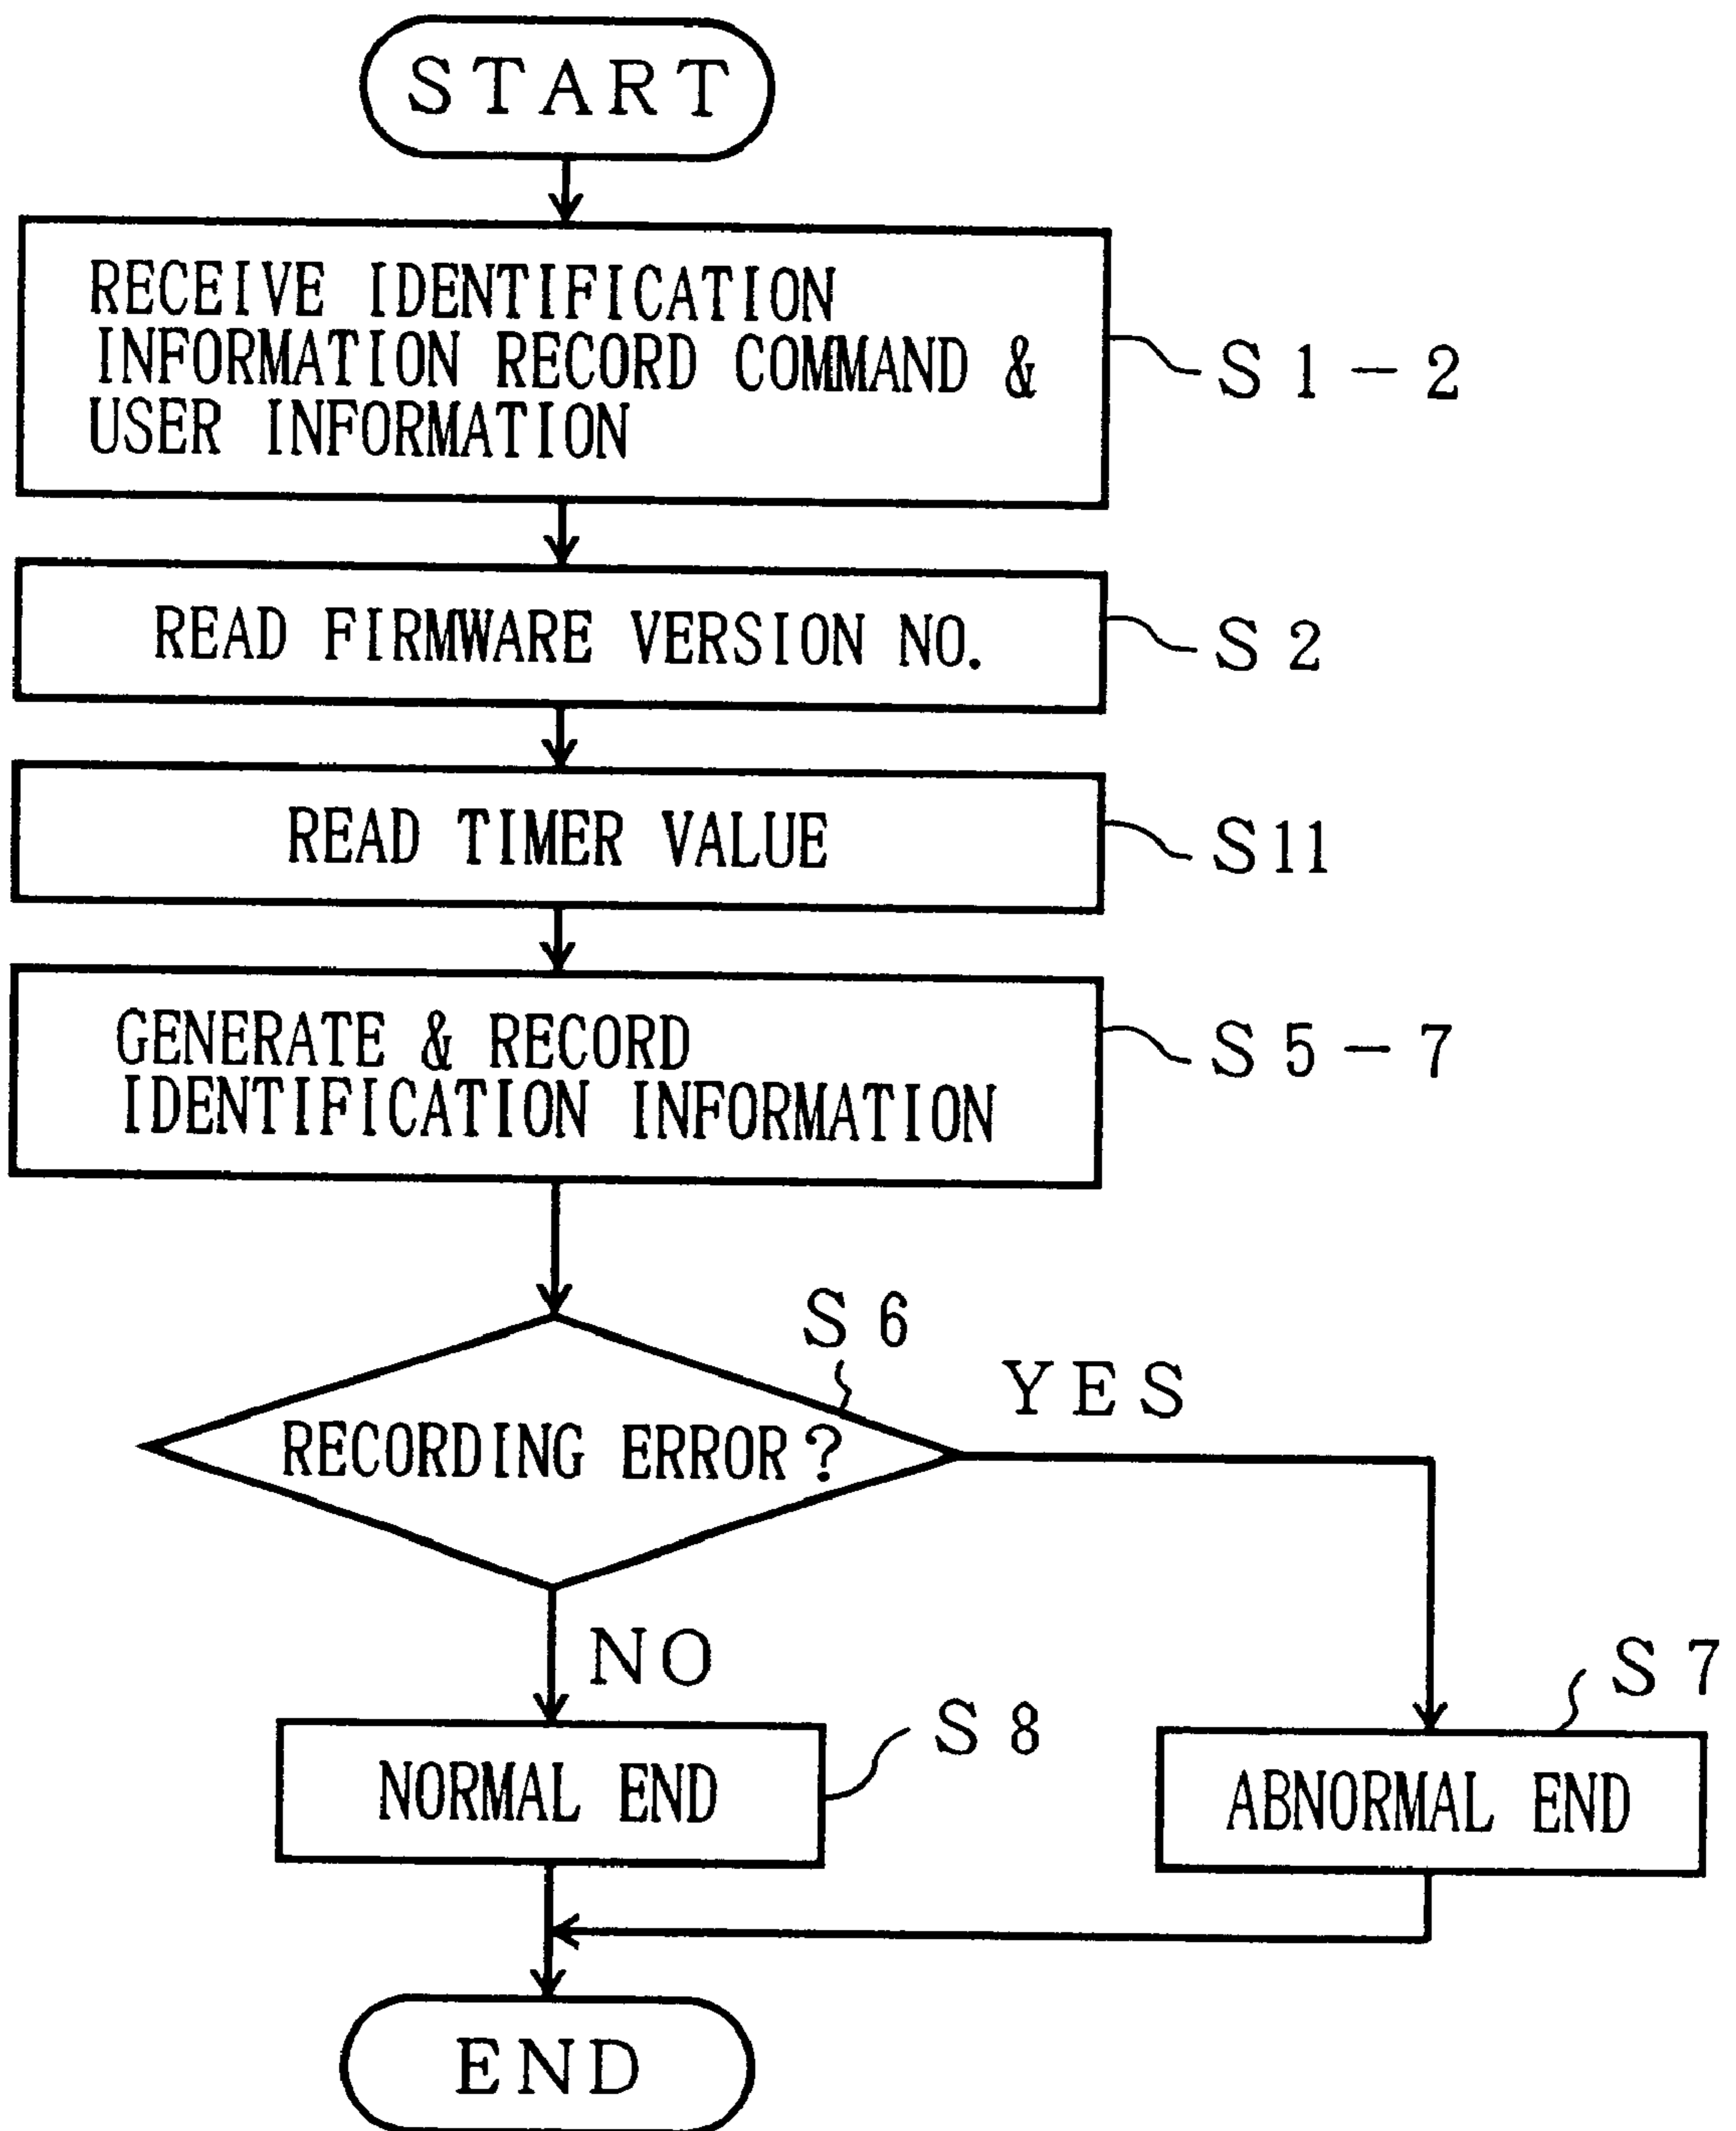 START
RECEIVE IDENTIFICATION
INFORMATION RECORD COMMAND &
USER INFORMATION
S1-2
READ FIRMWARE VERSION NO.
S2
READ TIMER VALUE
S11
GENERATE & RECORD
IDENTIFICATION INFORMATION
S5-7
S6
YES
RECORDING ERROR?
NO
S7
S8
NORMAL END
ABNORMAL END
END